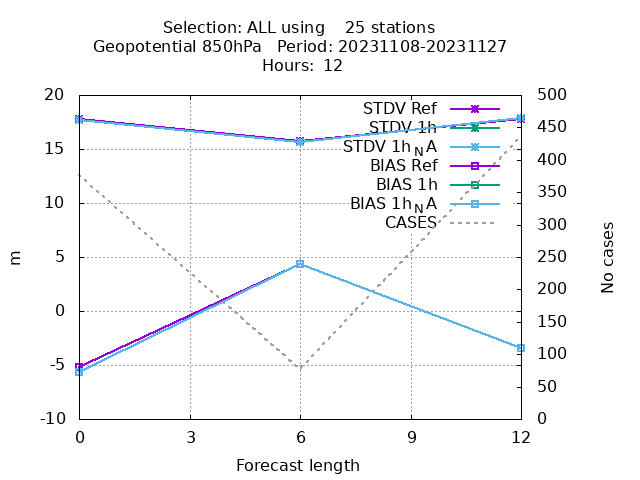 Selection: ALL using    25 stations
Geopotential 850hPa   Period: 20231108-20231127
Hours: 12
20
15
10
5
0
-5
-10
m
STDV Ref
STDV 1h
STDV 1h_N A
BIAS Ref
BIAS 1h
BIAS 1h_N A
CASES
500
450
400
350
300
250
200
150
100
50
0
No cases
0 3 6 9 12
Forecast length